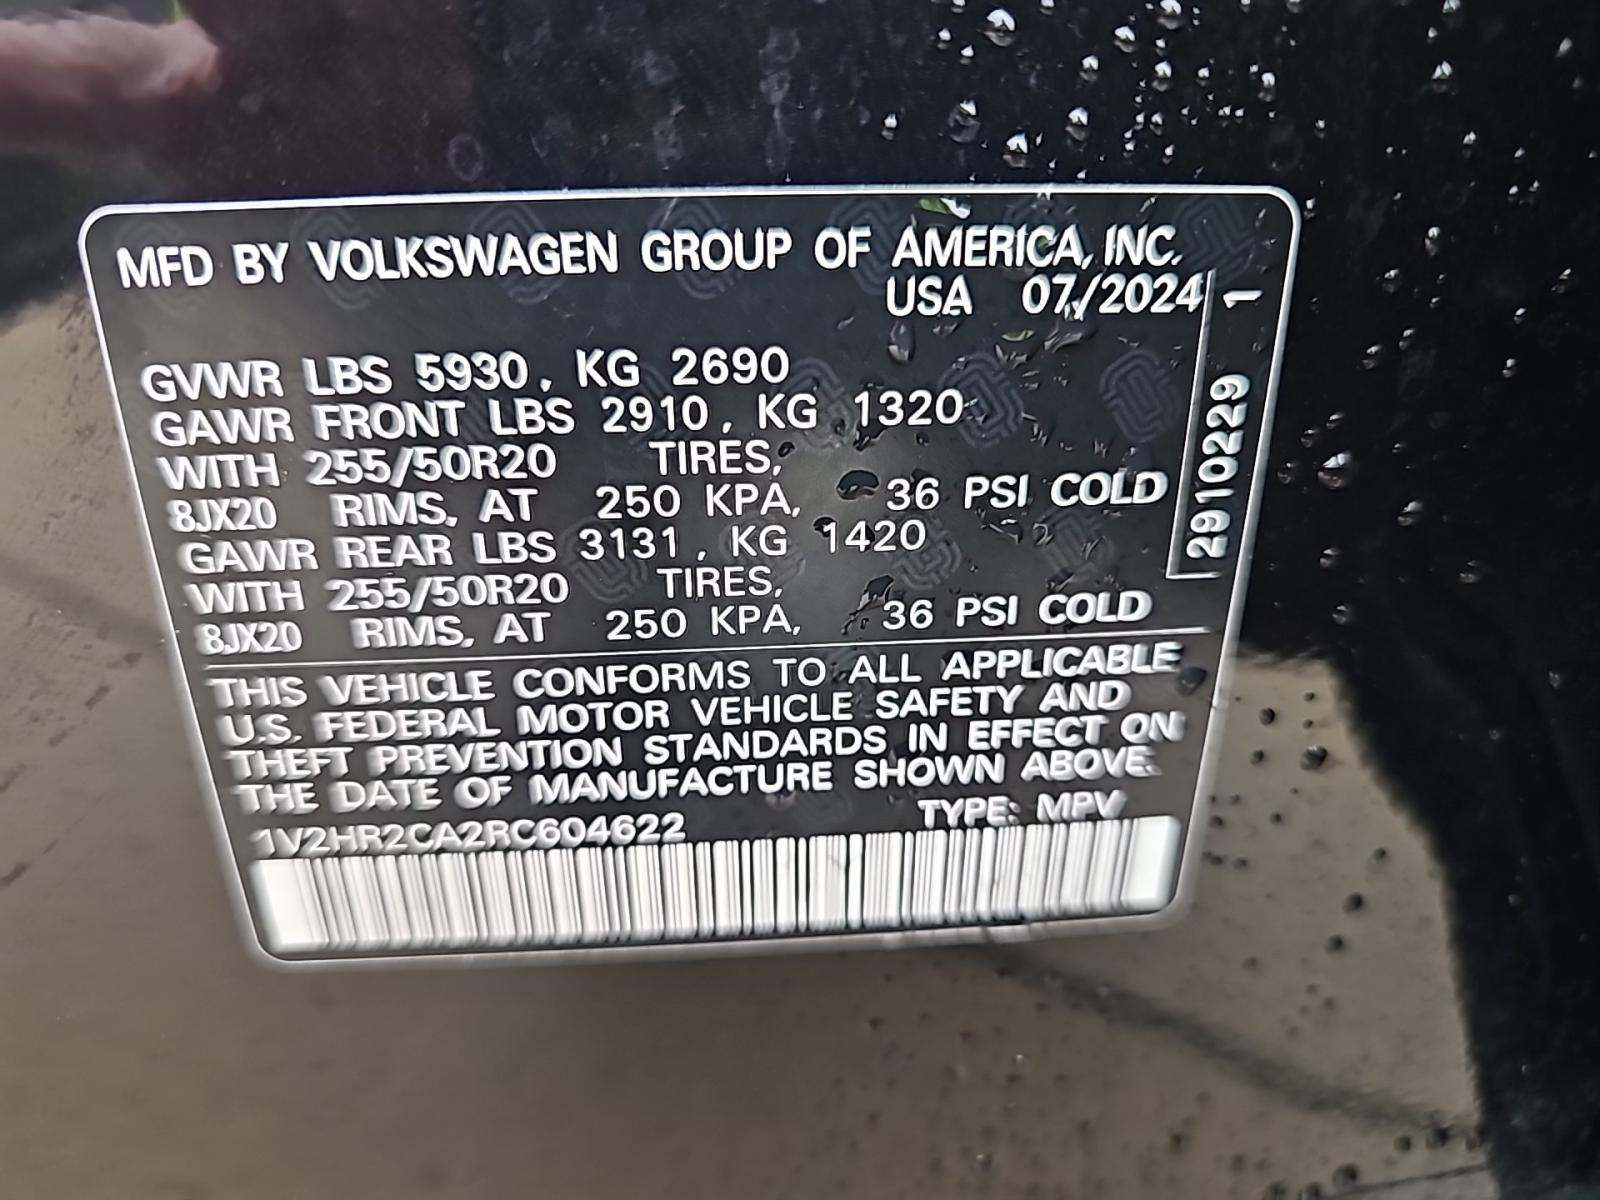 MFD BY VOLKSWAGEN GROUP OF AMERICA, INC.
USA 07/2024
GVWR LBS 5930, KG 2690
GAWR FRONT LBS 2910, KG 1320
WITH 255/50R20 TIRES,
8JX20 RIMS, AT 250 KPA, 36 PSI COLD
GAWR REAR LBS 3131, KG 1420
WITH 255/50R20 TIRES,
8JX20 RIMS, AT 250 KPA, 36 PSI COLD
THIS VEHICLE CONFORMS TO ALL APPLICABLE
U.S. FEDERAL MOTOR VEHICLE SAFETY AND
THEFT PREVENTION STANDARDS IN EFFECT ON
THE DATE OF MANUFACTURE SHOWN ABOVE.
1V2HR2CA2RC604622 TYPE: MPV
2910229 1